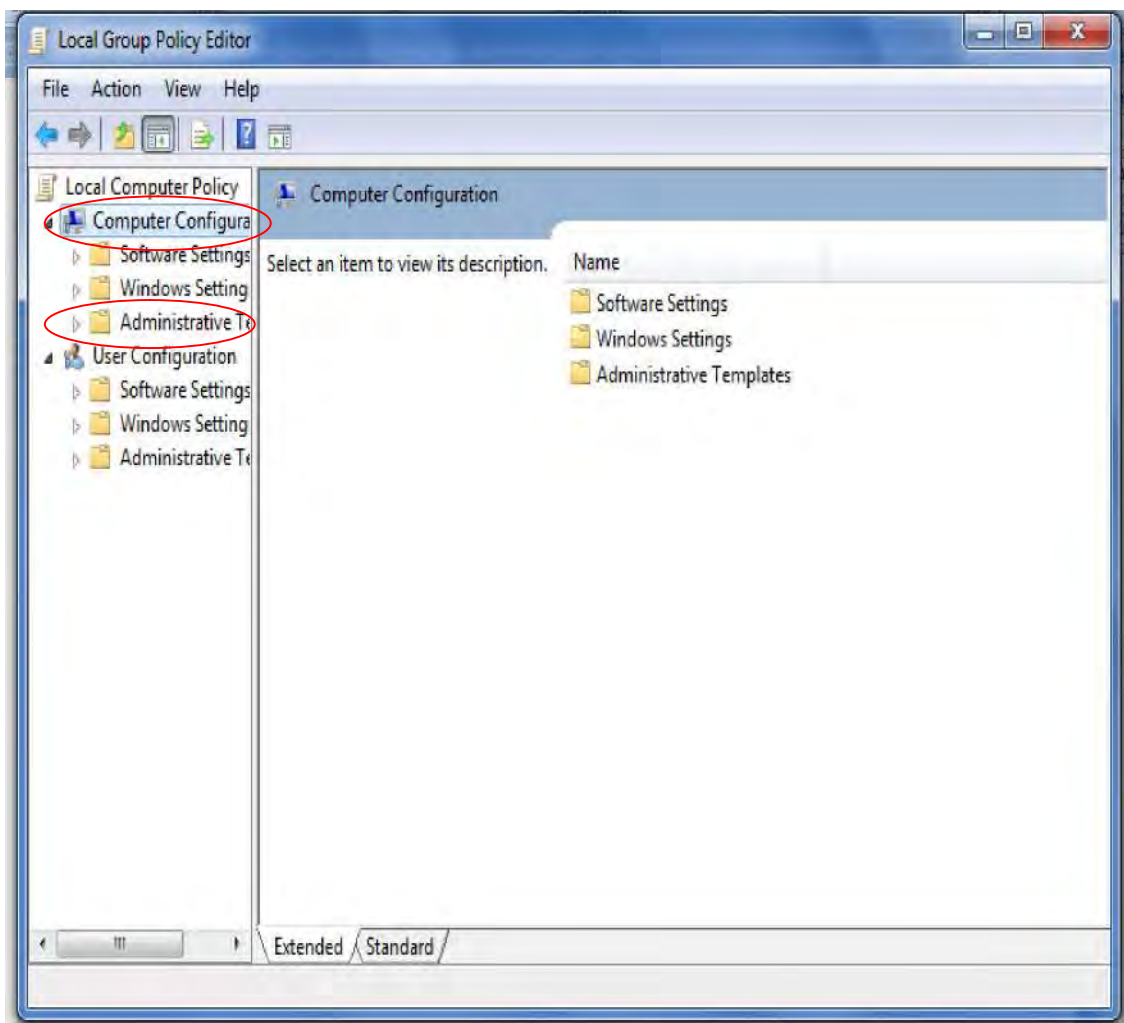 Local Group Policy Editor
File Action View Help
Local Computer Policy
Computer Configura
Software Settings
Windows Setting
Administrative Te
User Configuration
Software Settings
Windows Setting
Administrative Te
Computer Configuration
Select an item to view its description.
Name
Software Settings
Windows Settings
Administrative Templates
Extended
Standard